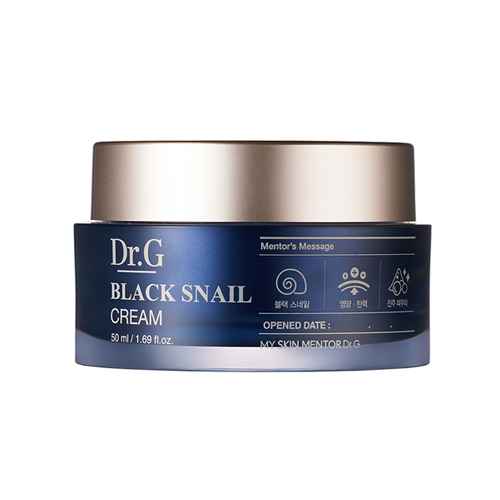 Dr.G
BLACK SNAIL
CREAM
50 ml / 1.69 fl.oz.
Mentor's Message
블랙 스네일
영양 · 탄력
진주 파우더
OPENED DATE : . .
MY SKIN MENTOR Dr.G